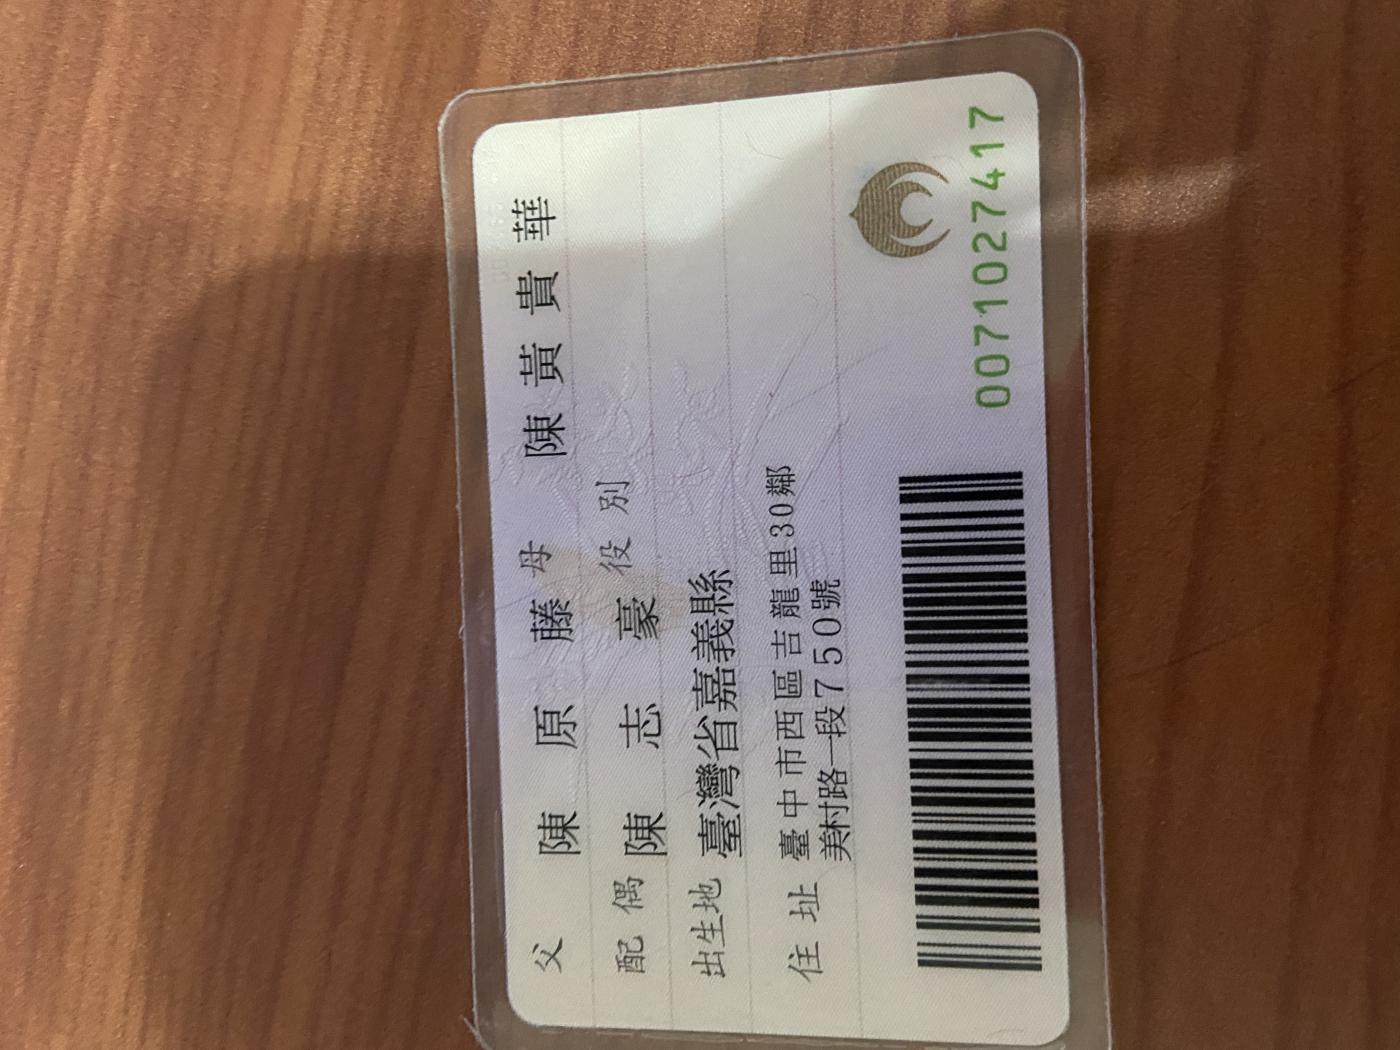 父 陳原藤 母 陳黃貴華
配偶 陳志豪 役別
出生地 臺灣省嘉義縣
住址 臺中市西區吉龍里30鄰
美村路一段750號
0071027417